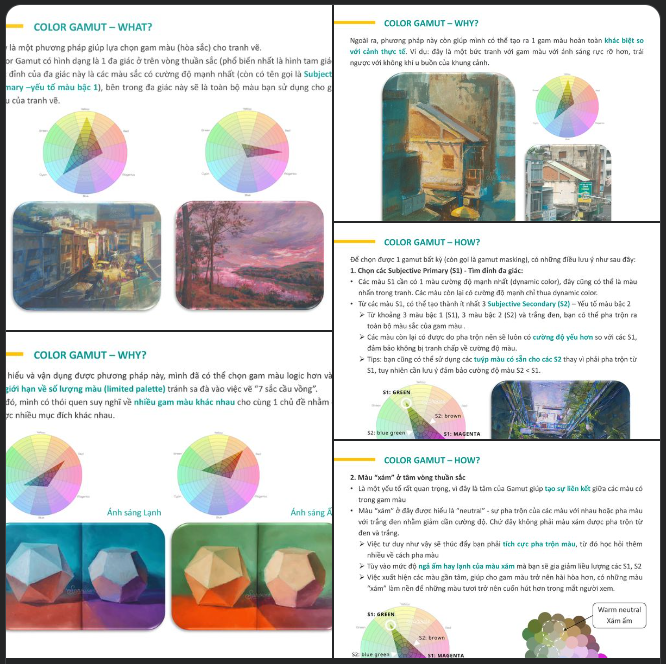 COLOR GAMUT – WHAT?
là một phương pháp giúp lựa chọn gam màu (hòa sắc) cho tranh vẽ.
or Gamut có hình dạng là 1 đa giác ở trên vòng thuần sắc (phổ biến nhất là hình tam giá
đỉnh của đa giác này là các màu sắc có cường độ mạnh nhất (còn có tên gọi là Subject
mary –yếu tố màu bậc 1), bên trong đa giác này sẽ là toàn bộ màu bạn sử dụng cho g
u của tranh vẽ.
COLOR GAMUT – WHY?
hiểu và vận dụng được phương pháp này, mình đã có thể chọn gam màu logic hơn và
giới hạn về số lượng màu (limited palette) tránh sa đà vào việc vẽ “7 sắc cầu vồng”.
đó, mình có thói quen suy nghĩ về nhiều gam màu khác nhau cho cùng 1 chủ đề nhằm
ợc nhiều mục đích khác nhau.
Ánh sáng Lạnh
Ánh sáng Ấ
COLOR GAMUT – WHY?
Ngoài ra, phương pháp này còn giúp mình có thể tạo ra 1 gam màu hoàn toàn khác biệt so
với cảnh thực tế. Ví dụ: đây là một bức tranh với gam màu với ánh sáng rực rỡ hơn, trái
ngược với không khí u buồn của khung cảnh.
COLOR GAMUT – HOW?
Để chọn được 1 gamut bất kỳ (còn gọi là gamut masking), có những điều lưu ý như sau đây:
1. Chọn các Subjective Primary (S1) - Tìm đỉnh đa giác:
• Các màu S1 cần có 1 màu cường độ mạnh nhất (dynamic color), đây cũng có thể là màu
nhấn trong tranh. Các màu còn lại có cường độ mạnh chỉ thua dynamic color.
• Từ các màu S1, có thể tạo thành ít nhất 3 Subjective Secondary (S2) – Yếu tố màu bậc 2
➢ Từ khoảng 3 màu bậc 1 (S1), 3 màu bậc 2 (S2) và trắng đen, bạn có thể pha trộn ra
toàn bộ màu sắc của gam màu.
➢ Các màu còn lại có được do pha trộn nên sẽ luôn có cường độ yếu hơn so với các S1,
đảm bảo không bị tranh chấp về cường độ màu.
➢ Tips: bạn cũng có thể sử dụng các tuýp màu có sẵn cho các S2 thay vì phải pha trộn từ
S1, tuy nhiên cần lưu ý đảm bảo cường độ màu S2 < S1.
S1: GREEN
S2: brown
S2: blue green
S1: MAGENTA
COLOR GAMUT – HOW?
2. Màu “xám” ở tâm vòng thuần sắc
• Là một yếu tố rất quan trọng, vì đây là tâm của Gamut giúp tạo sự liên kết giữa các màu có
trong gam màu
• Màu “xám” ở đây được hiểu là “neutral” - sự pha trộn của các màu với nhau hoặc pha màu
với trắng đen nhằm giảm cần cường độ. Chứ đây không phải màu xám được pha trộn từ
đen và trắng.
➢ Việc tư duy như vậy sẽ thúc đẩy bạn phải tích cực pha trộn màu, từ đó học hỏi thêm
nhiều về cách pha màu
➢ Tùy vào mức độ ngả ấm hay lạnh của màu xám mà bạn sẽ gia giảm liều lượng các S1, S2
➢ Việc xuất hiện các màu gần tâm, giúp cho gam màu trở nên hài hòa hơn, có những màu
“xám” làm nền để những màu tươi trở nên cuốn hút hơn trong mắt người xem.
S1: GREEN
S2: brown
S2: blue green
S1: MAGENTA
Warm neutral
Xám ấm